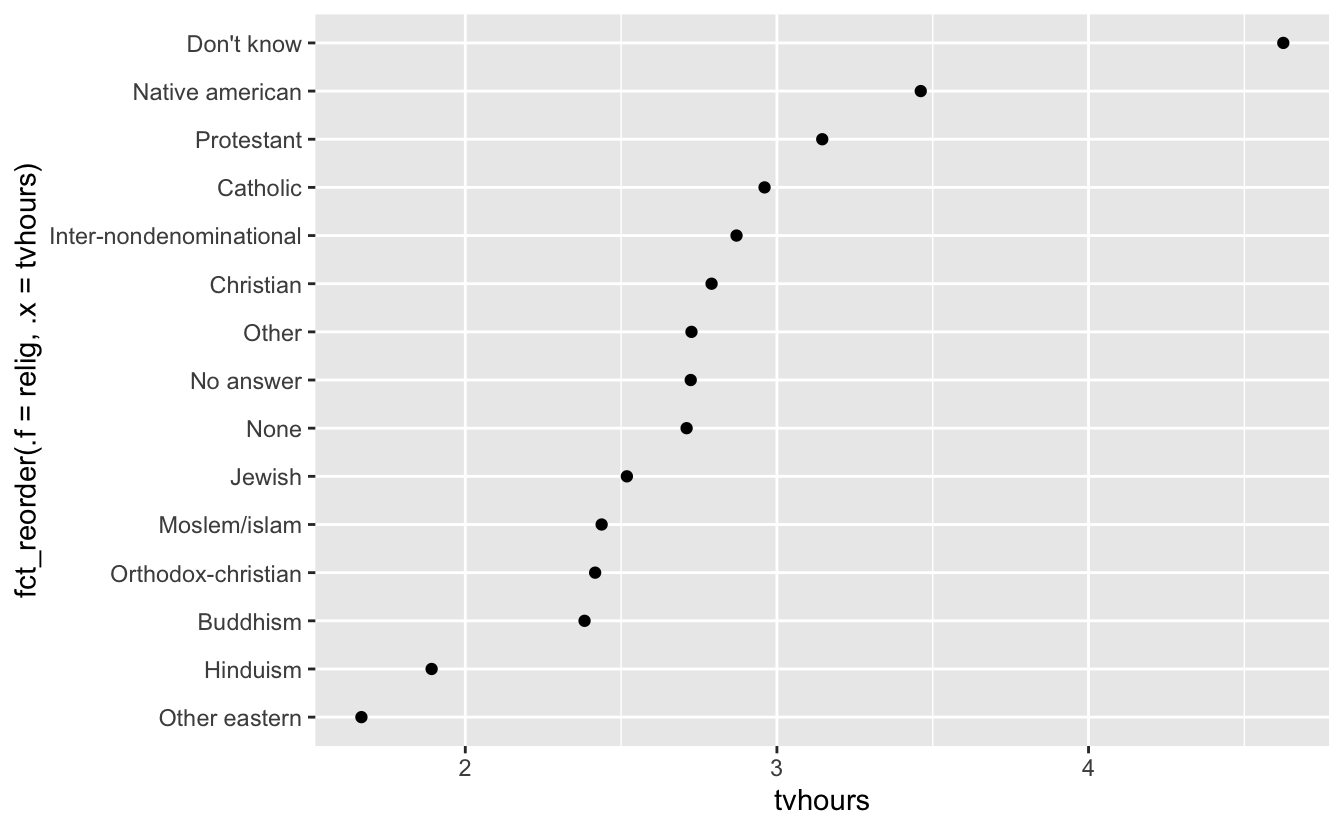 fct_reorder(.f = relig, .x = tvhours)
Don't know
Native american
Protestant
Catholic
Inter-nondenominational
Christian
Other
No answer
None
Jewish
Moslem/islam
Orthodox-christian
Buddhism
Hinduism
Other eastern
2 3 4
tvhours